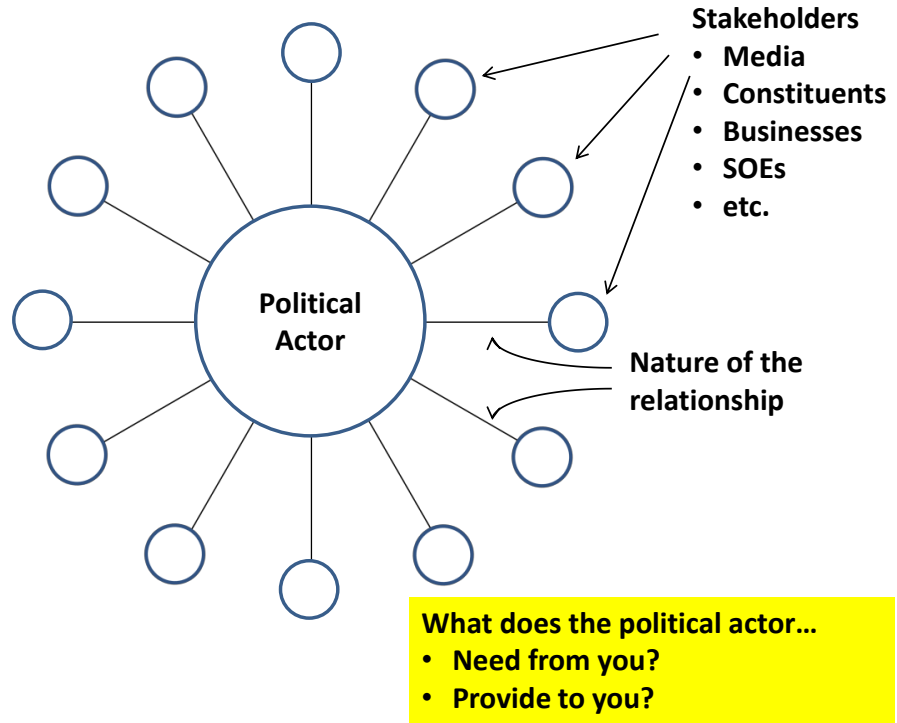 Stakeholders
• Media
• Constituents
• Businesses
• SOEs
• etc.
Political
Actor
Nature of the
relationship
What does the political actor…
• Need from you?
• Provide to you?